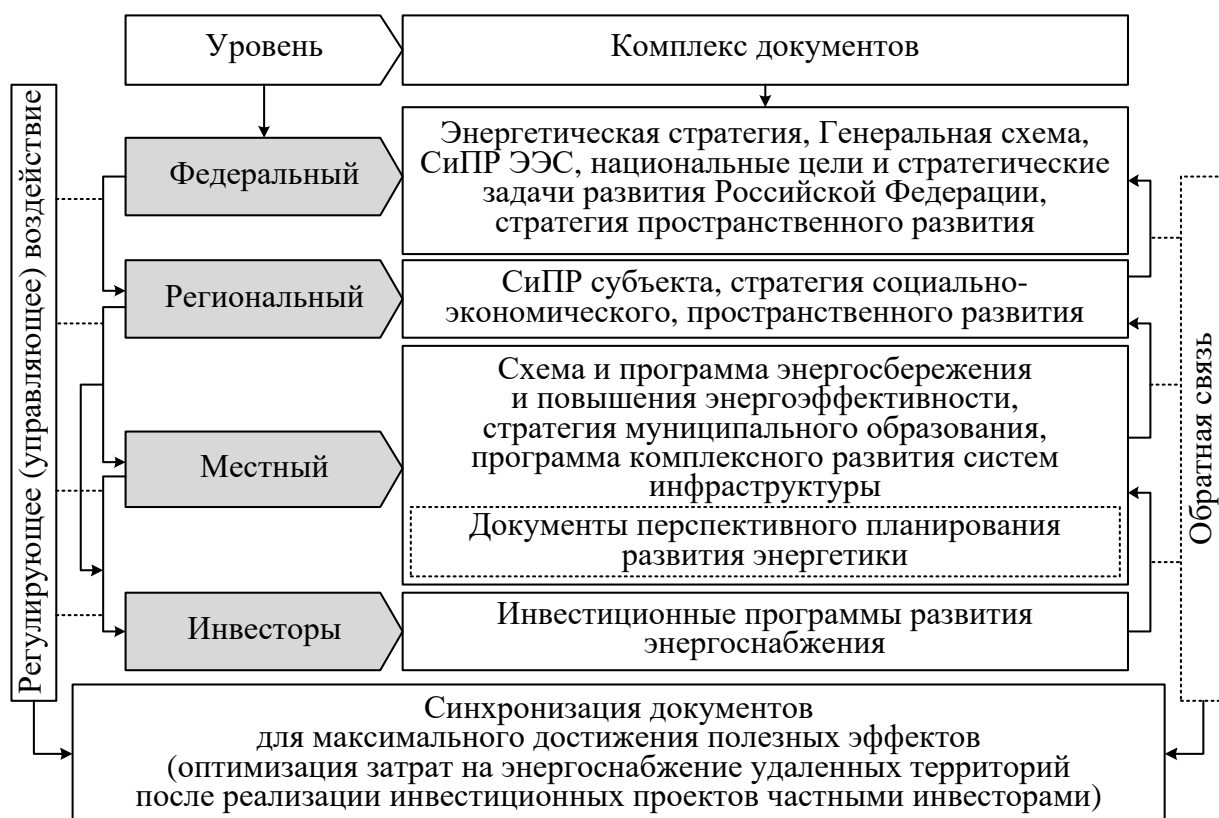 Уровень
Комплекс документов
Регулирующее (управляющее) воздействие
Федеральный
Энергетическая стратегия, Генеральная схема,
СиПР ЭЭС, национальные цели и стратегические
задачи развития Российской Федерации,
стратегия пространственного развития
Региональный
СиПР субъекта, стратегия социально-
экономического, пространственного развития
Местный
Схема и программа энергосбережения
и повышения энергоэффективности,
стратегия муниципального образования,
программа комплексного развития систем
инфраструктуры
Документы перспективного планирования
развития энергетики
Инвесторы
Инвестиционные программы развития
энергоснабжения
Обратная связь
Синхронизация документов
для максимального достижения полезных эффектов
(оптимизация затрат на энергоснабжение удаленных территорий
после реализации инвестиционных проектов частными инвесторами)